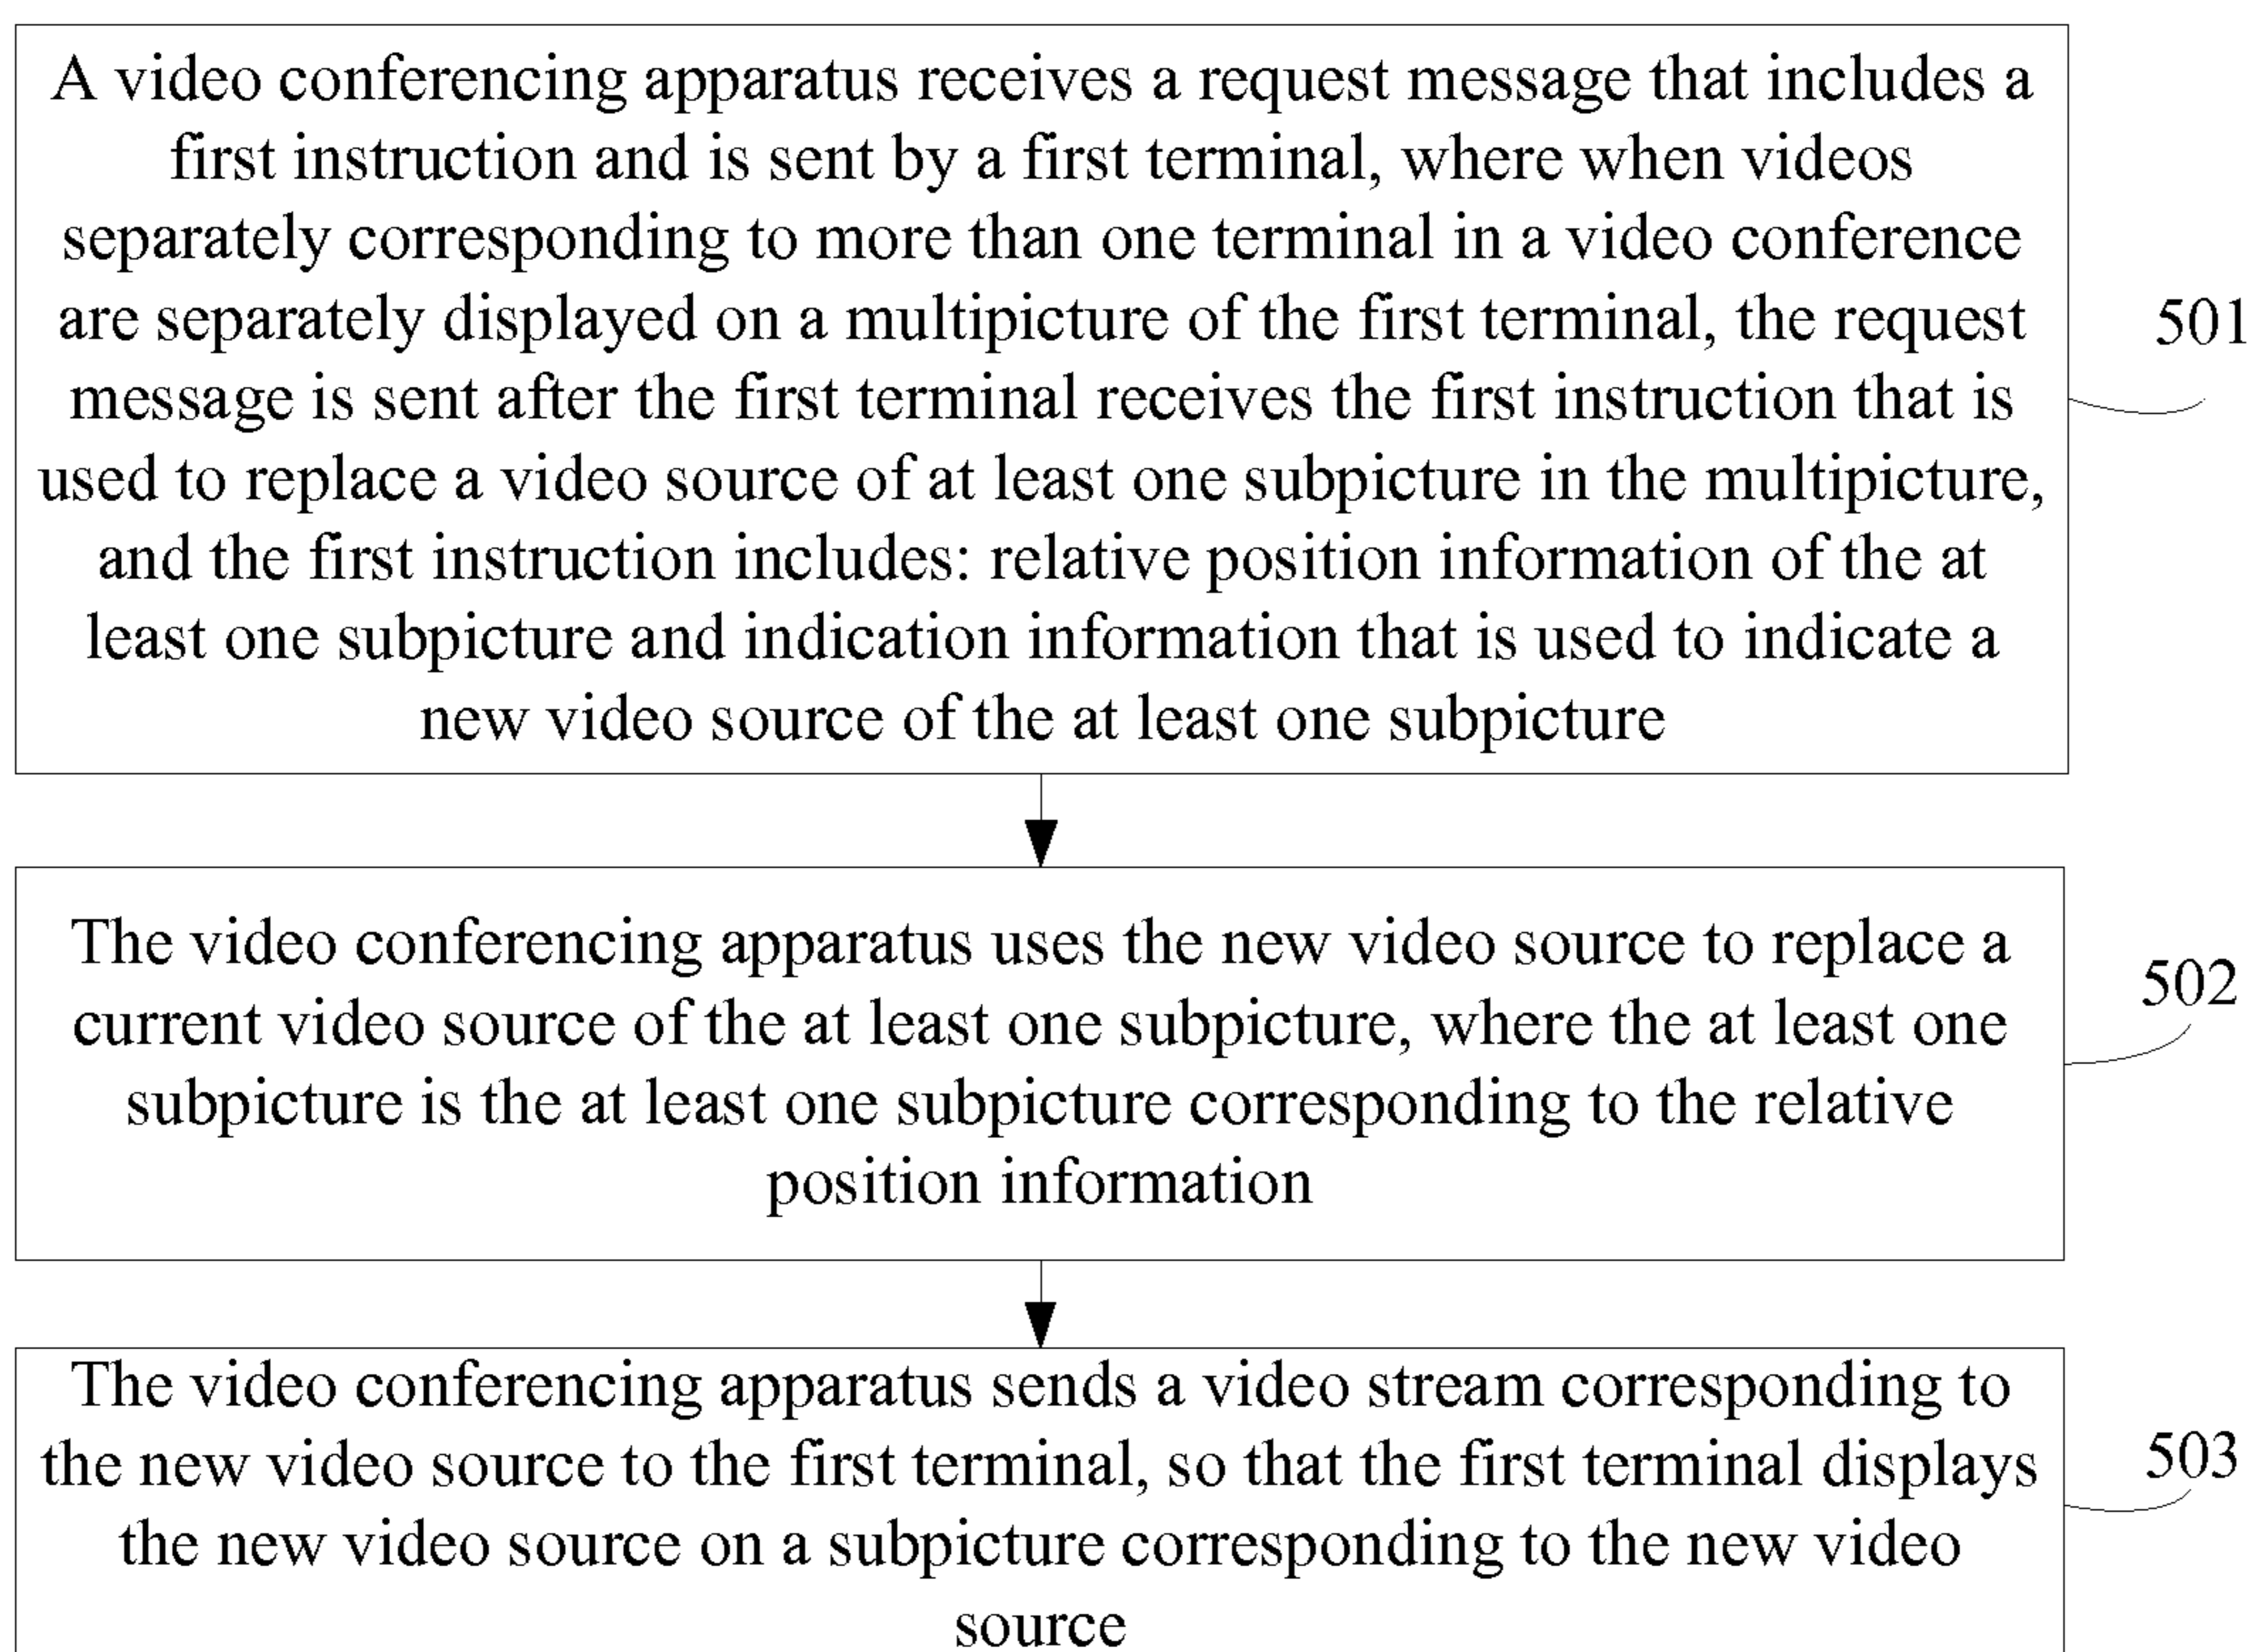 A video conferencing apparatus receives a request message that includes a
first instruction and is sent by a first terminal, where when videos
separately corresponding to more than one terminal in a video conference
are separately displayed on a multipicture of the first terminal, the request
message is sent after the first terminal receives the first instruction that is
used to replace a video source of at least one subpicture in the multipicture,
and the first instruction includes: relative position information of the at
least one subpicture and indication information that is used to indicate a
new video source of the at least one subpicture
501
The video conferencing apparatus uses the new video source to replace a
current video source of the at least one subpicture, where the at least one
subpicture is the at least one subpicture corresponding to the relative
position information
502
The video conferencing apparatus sends a video stream corresponding to
the new video source to the first terminal, so that the first terminal displays
the new video source on a subpicture corresponding to the new video
source
503